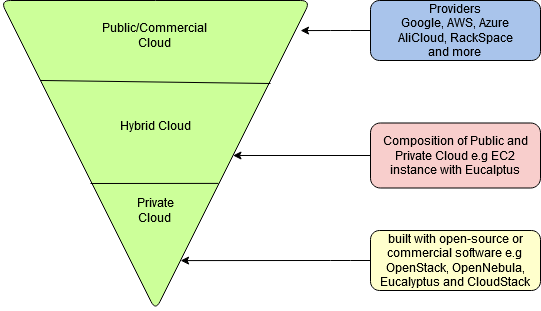 Public/Commercial
Cloud
Providers
Google, AWS, Azure
AliCloud, RackSpace
and more
Hybrid Cloud
Composition of Public and
Private Cloud e.g EC2
instance with Eucalptus
Private
Cloud
built with open-source or
commercial software e.g
OpenStack, OpenNebula,
Eucalyptus and CloudStack